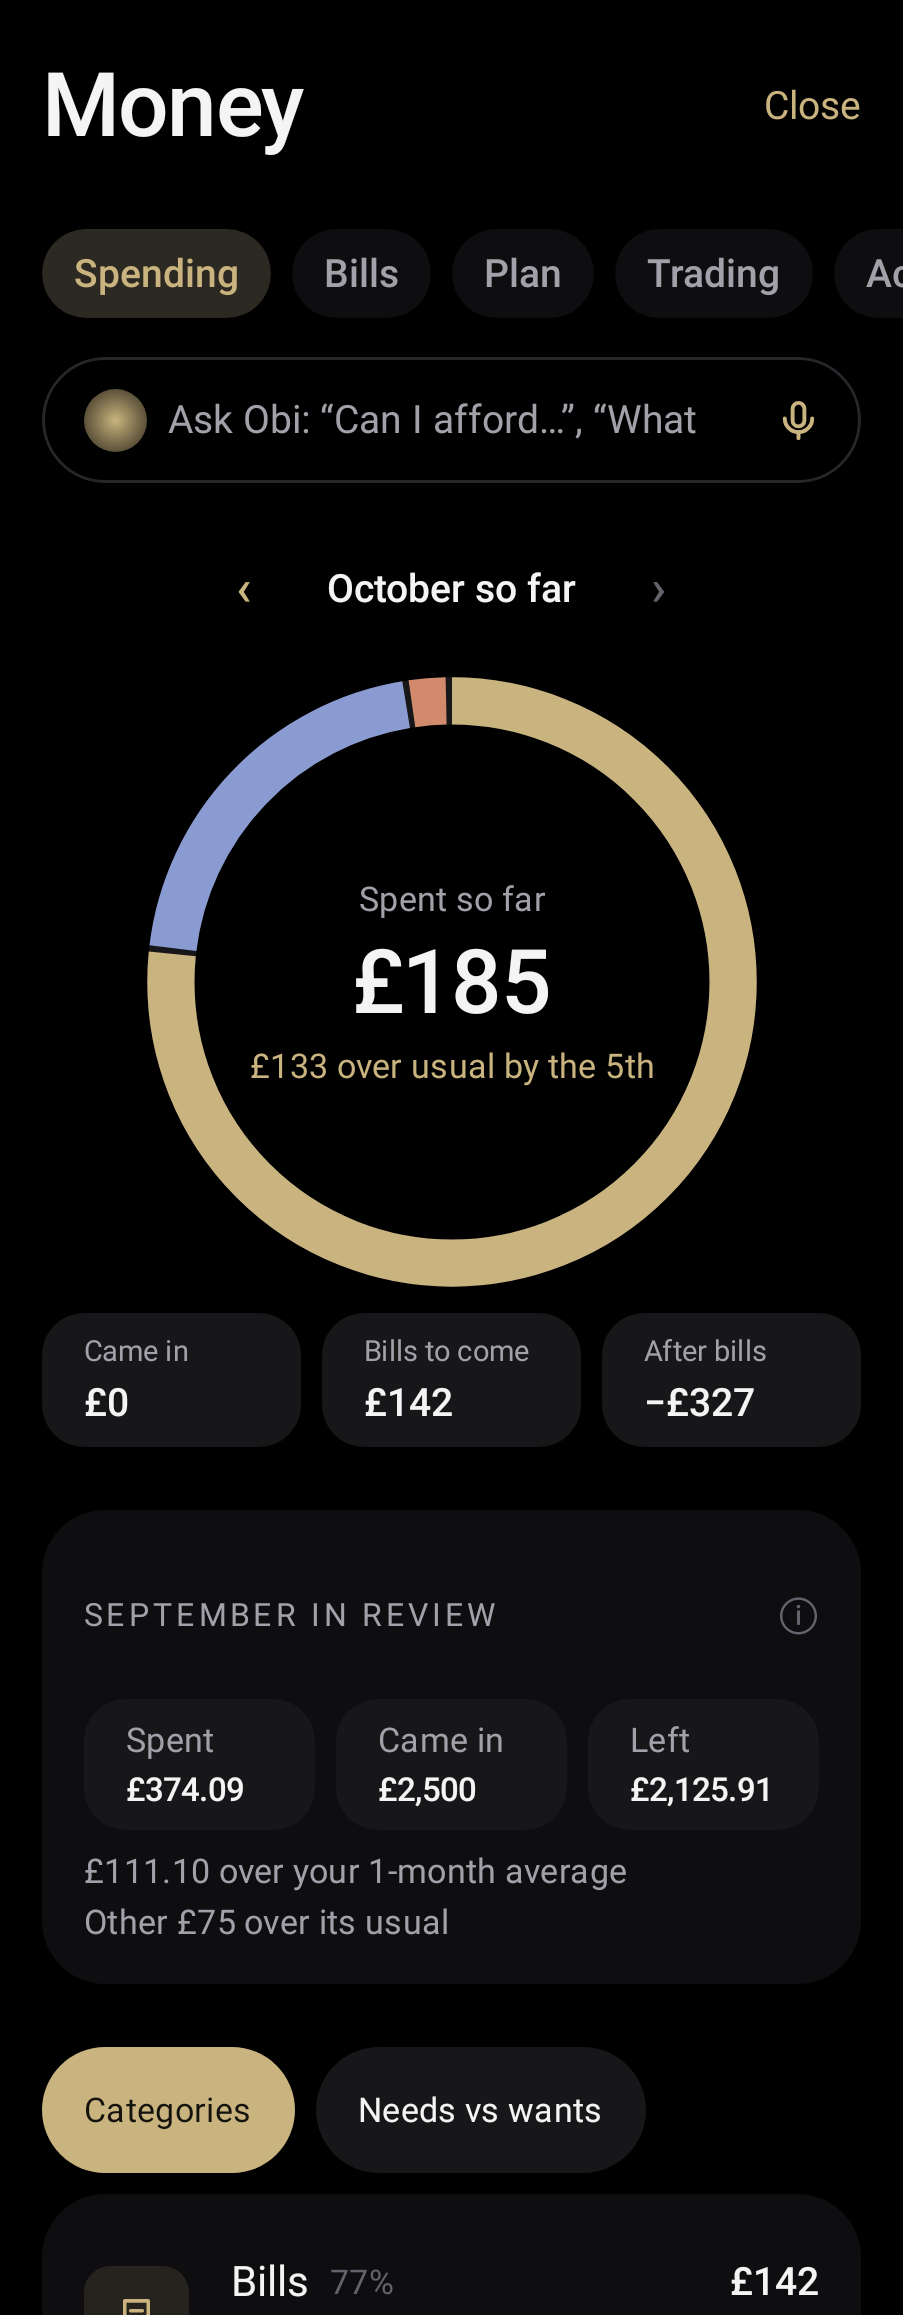 Money
Close
Spending
Bills
Plan
Trading
Ac
Ask Obi: “Can I afford…”, “What
‹ October so far ›
Spent so far
£185
£133 over usual by the 5th
Came in
£0
Bills to come
£142
After bills
−£327
SEPTEMBER IN REVIEW
Spent
£374.09
Came in
£2,500
Left
£2,125.91
£111.10 over your 1-month average
Other £75 over its usual
Categories
Needs vs wants
Bills 77% £142